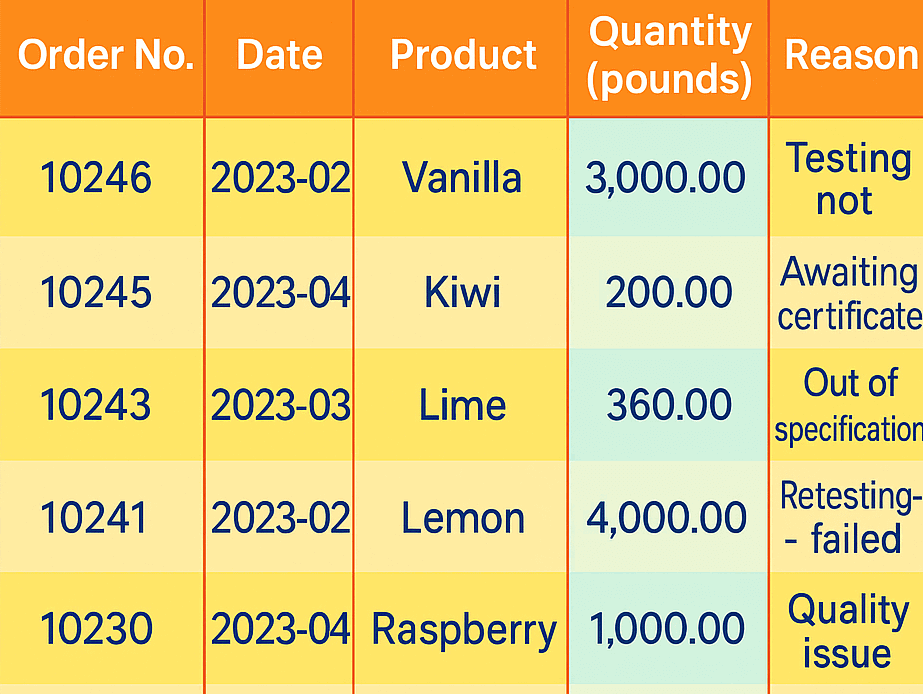 Order No. Date Product Quantity (pounds) Reason
10246 2023-02 Vanilla 3,000.00 Testing not
10245 2023-04 Kiwi 200.00 Awaiting certificate
10243 2023-03 Lime 360.00 Out of specification
10241 2023-02 Lemon 4,000.00 Retesting- - failed
10230 2023-04 Raspberry 1,000.00 Quality issue